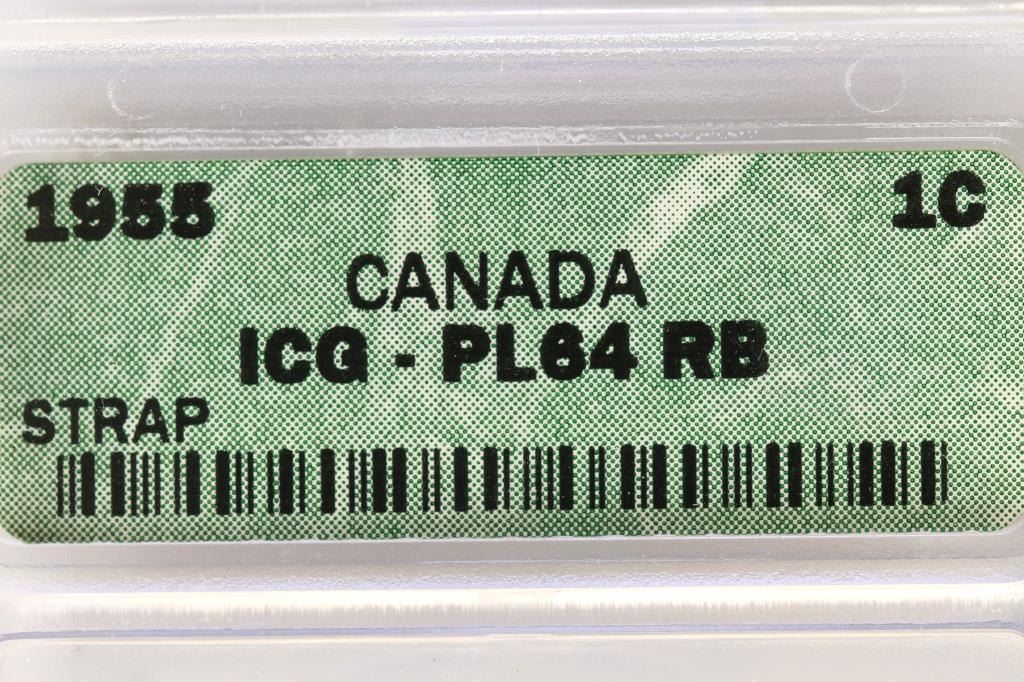 1955 1C
CANADA
ICG - PL64 RB
STRAP